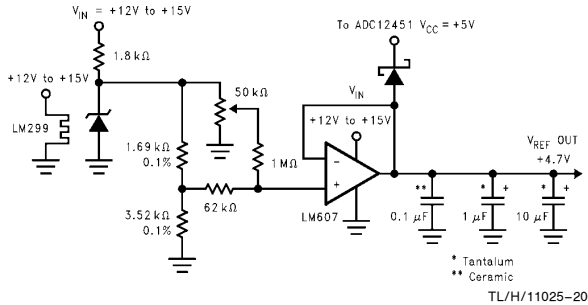 V_IN = +12V to +15V
To ADC12451 V_CC = +5V
1.8 kΩ
+12V to +15V
50 kΩ
V_IN
LM299
+12V to +15V
V_REF OUT
+4.7V
1.69 kΩ
0.1%
1 MΩ
-
+
62 kΩ
LM607
3.52 kΩ
0.1%
** 
0.1 µF
* +
1 µF
* +
10 µF
* Tantalum
** Ceramic
TL/H/11025-20